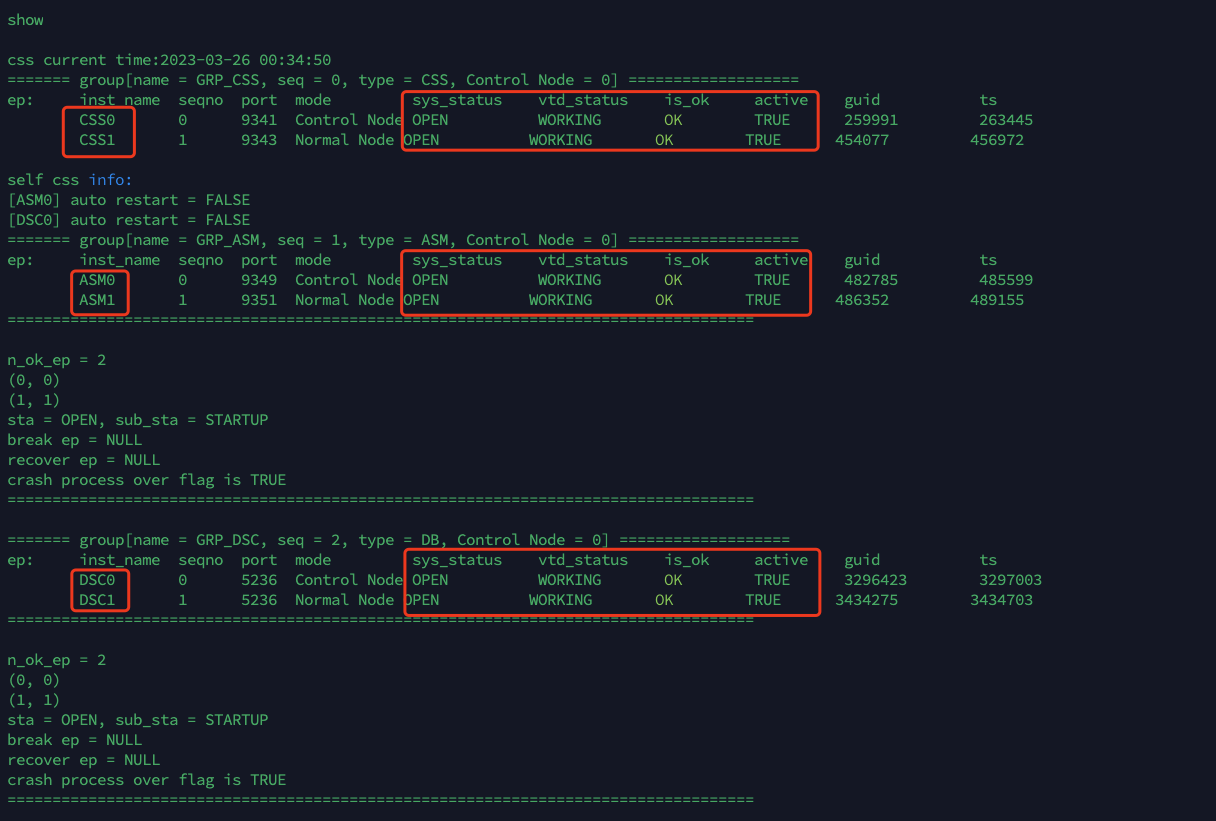 show
css current time:2023-03-26 00:34:50
======= group[name = GRP_CSS, seq = 0, type = CSS, Control Node = 0] ===================
ep: inst_name seqno port mode sys_status vtd_status is_ok active guid ts
CSS0 0 9341 Control Node OPEN WORKING OK TRUE 259991 263445
CSS1 1 9343 Normal Node OPEN WORKING OK TRUE 454077 456972
self css info:
[ASM0] auto restart = FALSE
[DSC0] auto restart = FALSE
======= group[name = GRP_ASM, seq = 1, type = ASM, Control Node = 0] ===================
ep: inst_name seqno port mode sys_status vtd_status is_ok active guid ts
ASM0 0 9349 Control Node OPEN WORKING OK TRUE 482785 485599
ASM1 1 9351 Normal Node OPEN WORKING OK TRUE 486352 489155
===================================================================================
n_ok_ep = 2
(0, 0)
(1, 1)
sta = OPEN, sub_sta = STARTUP
break ep = NULL
recover ep = NULL
crash process over flag is TRUE
===================================================================================
======= group[name = GRP_DSC, seq = 2, type = DB, Control Node = 0] ===================
ep: inst_name seqno port mode sys_status vtd_status is_ok active guid ts
DSC0 0 5236 Control Node OPEN WORKING OK TRUE 3296423 3297003
DSC1 1 5236 Normal Node OPEN WORKING OK TRUE 3434275 3434703
===================================================================================
n_ok_ep = 2
(0, 0)
(1, 1)
sta = OPEN, sub_sta = STARTUP
break ep = NULL
recover ep = NULL
crash process over flag is TRUE
===================================================================================